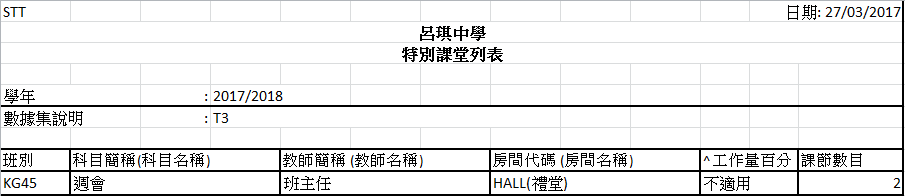 STT 日期: 27/03/2017
呂琪中學
特別課堂列表
學年 : 2017/2018
數據集說明 : T3
班別 科目簡稱(科目名稱) 教師簡稱 (教師名稱) 房間代碼 (房間名稱) ^工作量百分 課節數目
KG45 週會 班主任 HALL(禮堂) 不適用 2